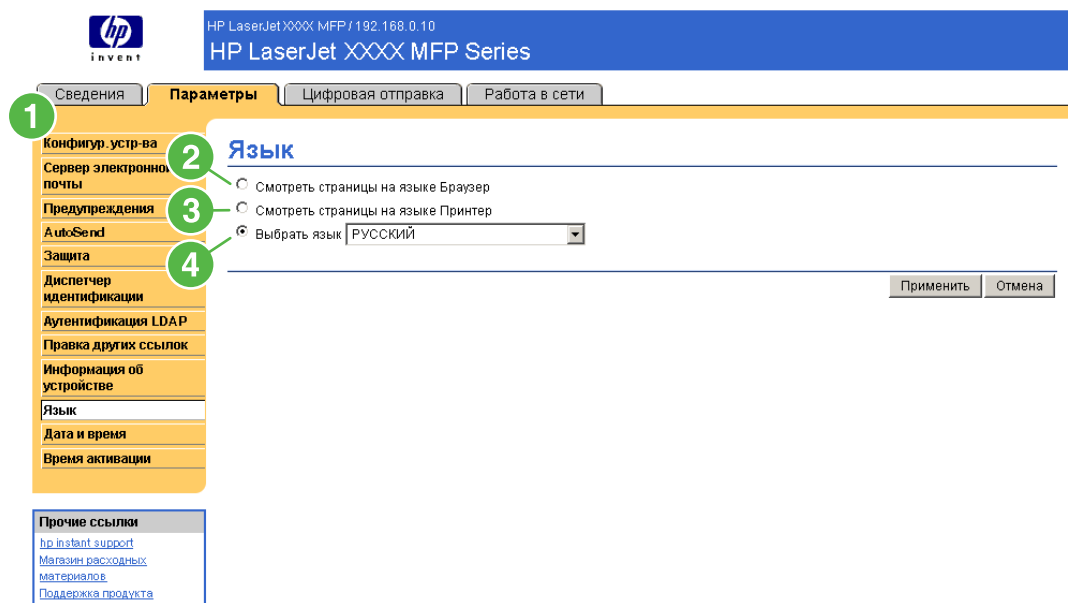 hp
invent
HP LaserJet XXXX MFP / 192.168.0.10
HP LaserJet XXXX MFP Series
Сведения
Параметры
Цифровая отправка
Работа в сети
1
Конфигур. устр-ва
Сервер электронной
почты
Предупреждения
AutoSend
Защита
Диспетчер
идентификации
Аутентификация LDAP
Правка других ссылок
Информация об
устройстве
Язык
Дата и время
Время активации
Прочие ссылки
hp instant support
Магазин расходных
материалов
Поддержка продукта
Язык
2
Смотреть страницы на языке Браузер
3
Смотреть страницы на языке Принтер
4
Выбрать язык РУССКИЙ
Применить Отмена